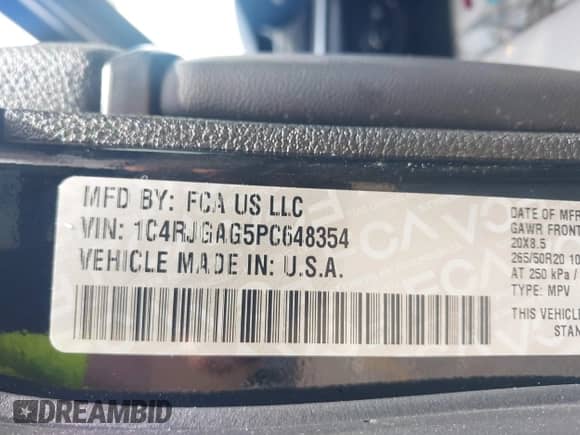 MFD BY: FCA US LLC
VIN: 1C4RJGAG5PC648354
VEHICLE MADE IN: U.S.A.
DATE OF MFR
GAWR FRONT
20X8.5
265/50R20 10
AT 250 kPa /
TYPE: MPV
THIS VEHICLE
STAN
DREAMBID